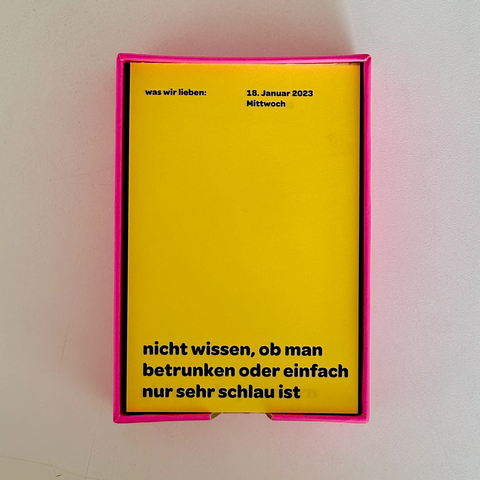 was wir lieben:
18. Januar 2023
Mittwoch
nicht wissen, ob man
betrunken oder einfach
nur sehr schlau ist